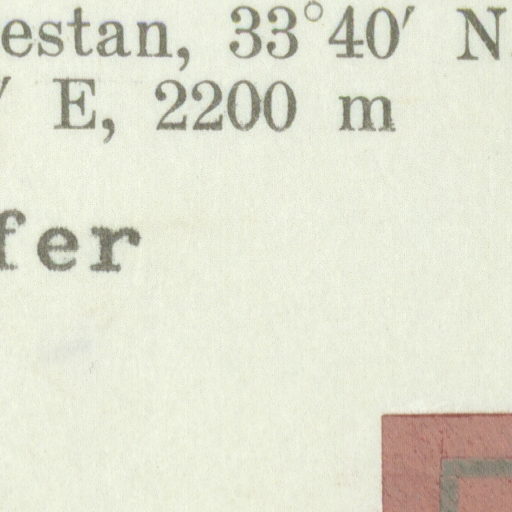 estan, 33°40′ N
′ E, 2200 m
fer